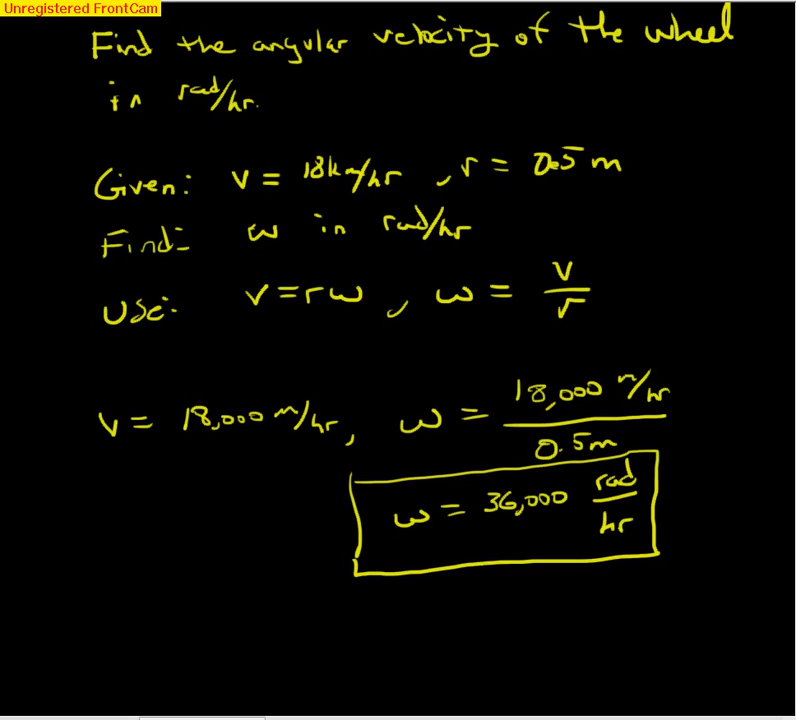 Unregistered FrontCam
Find the angular velocity of the wheel
in rad/hr.
Given: v = 18km/hr , r = 0.5 m
Find: ω in rad/hr
Use: v = rω , ω = v/r
v = 18,000 m/hr, ω = 18,000 m/hr / 0.5m
ω = 36,000 rad/hr